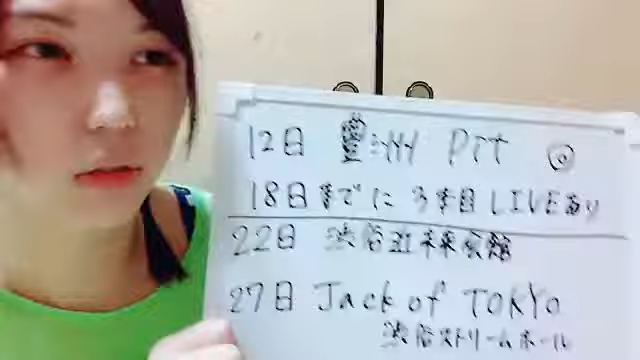 12日 豊洲 PIT ◎
18日までに 3本目 LIVEあり
22日 渋谷近未来会館
27日 Jack of TOKYO
渋谷ストリームホール